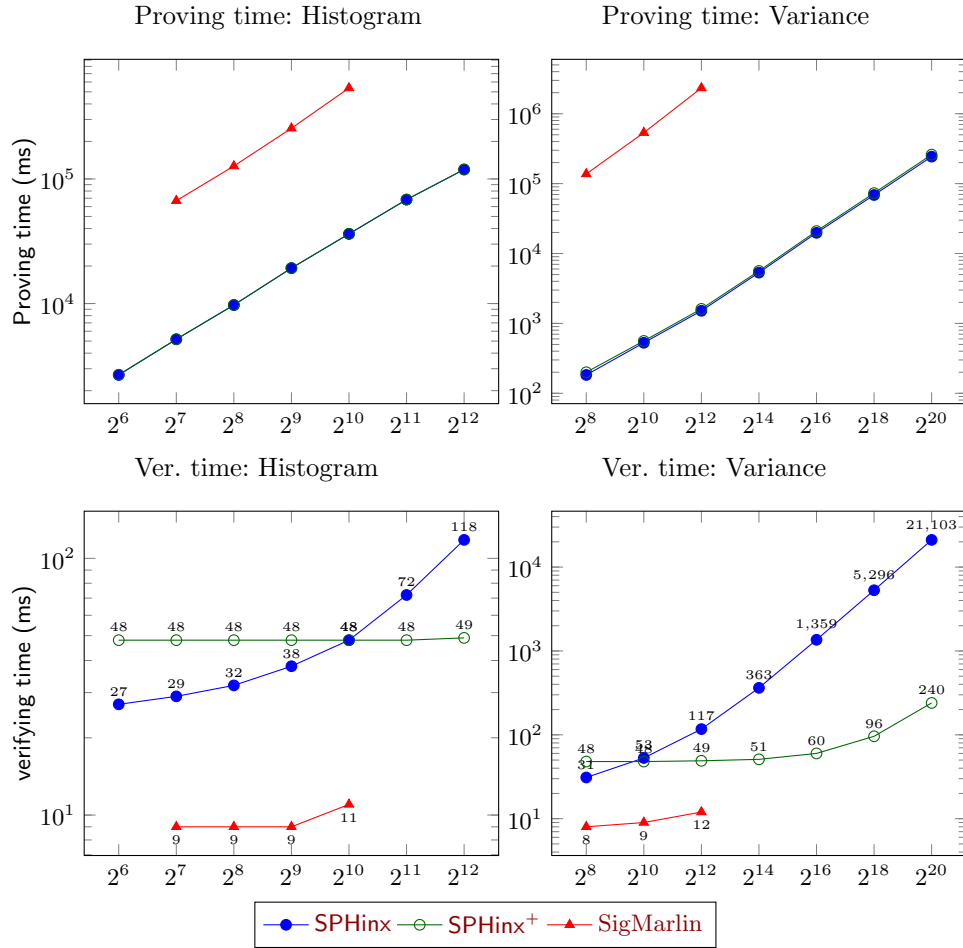 Proving time: Histogram
Proving time: Variance
Proving time (ms)
10^5
10^4
2^6 2^7 2^8 2^9 2^10 2^11 2^12
10^6
10^5
10^4
10^3
10^2
2^8 2^10 2^12 2^14 2^16 2^18 2^20
Ver. time: Histogram
Ver. time: Variance
verifying time (ms)
10^2
10^1
118
72
48 48 48 48 48 48 49
48
38
32
29
27
9 9 9 11
2^6 2^7 2^8 2^9 2^10 2^11 2^12
10^4
10^3
10^2
10^1
21,103
5,296
1,359
363
117
53
31
48 48 49 51 60 96 240
8 9 12
2^8 2^10 2^12 2^14 2^16 2^18 2^20
SPHinx SPHinx^+ SigMarlin